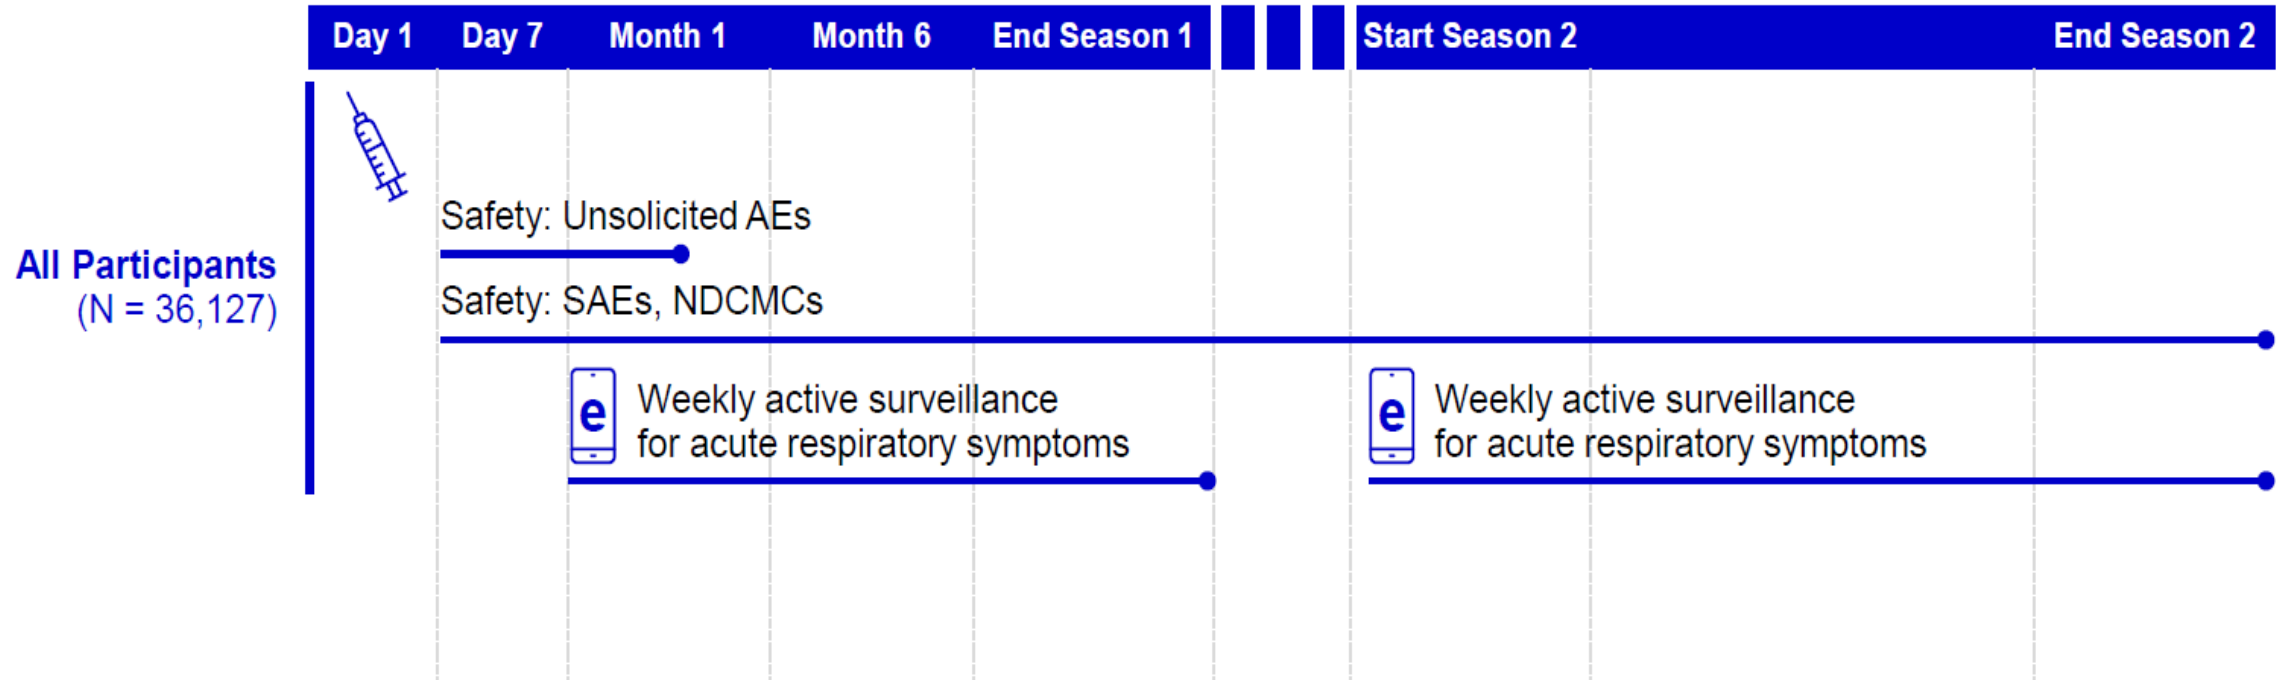 Day 1 Day 7 Month 1 Month 6 End Season 1 Start Season 2 End Season 2
Safety: Unsolicited AEs
All Participants
(N = 36,127)
Safety: SAEs, NDCMCs
e Weekly active surveillance
for acute respiratory symptoms
e Weekly active surveillance
for acute respiratory symptoms